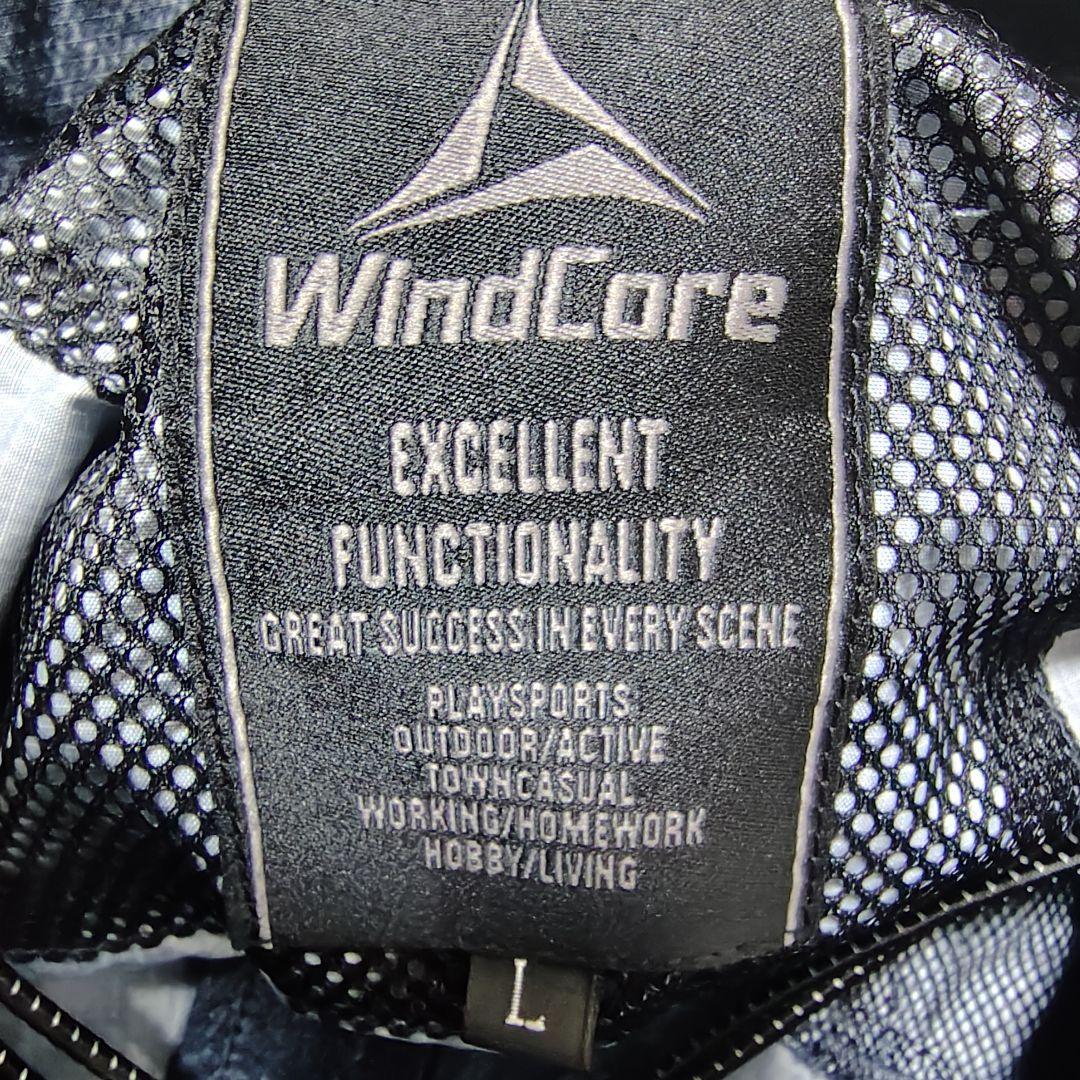 WindCore
EXCELLENT
FUNCTIONALITY
GREAT SUCCESS IN EVERY SCENE
PLAYSPORTS
OUTDOOR/ACTIVE
TOWNCASUAL
WORKING/HOMEWORK
HOBBY/LIVING
L